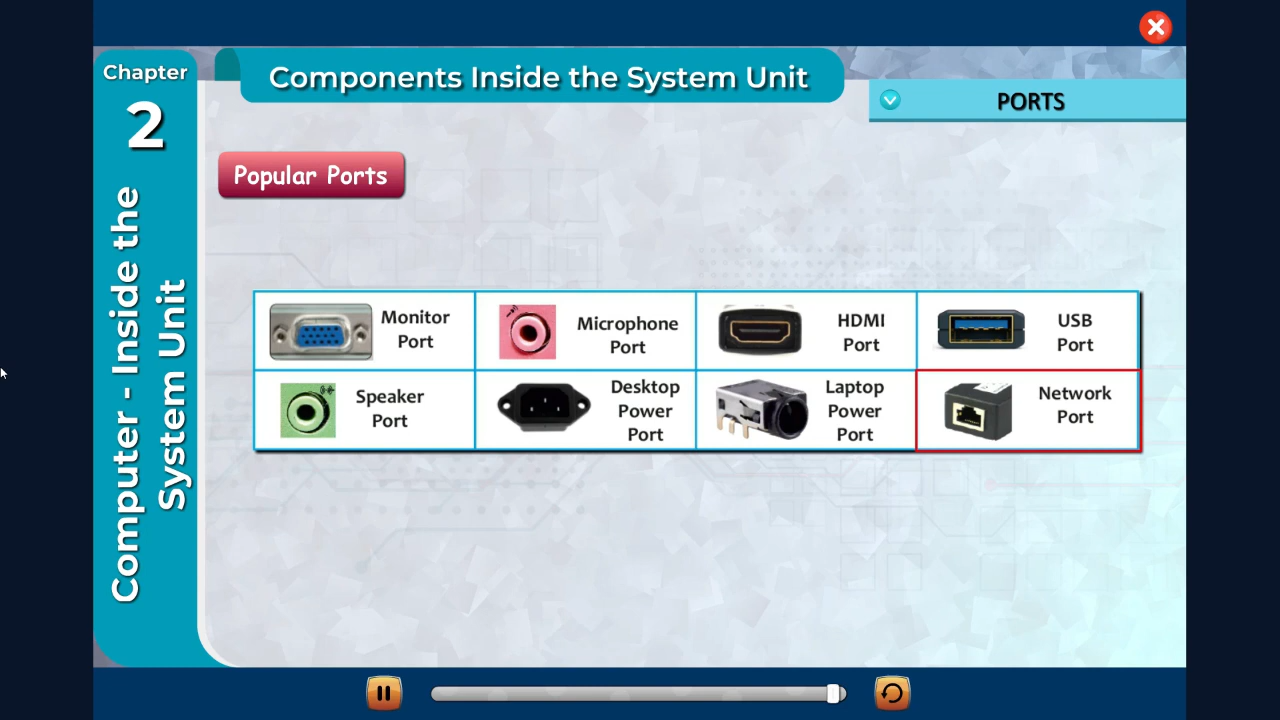 Chapter
2
Computer - Inside the
System Unit
Components Inside the System Unit
PORTS
Popular Ports
Monitor
Port
Microphone
Port
HDMI
Port
USB
Port
Speaker
Port
Desktop
Power
Port
Laptop
Power
Port
Network
Port